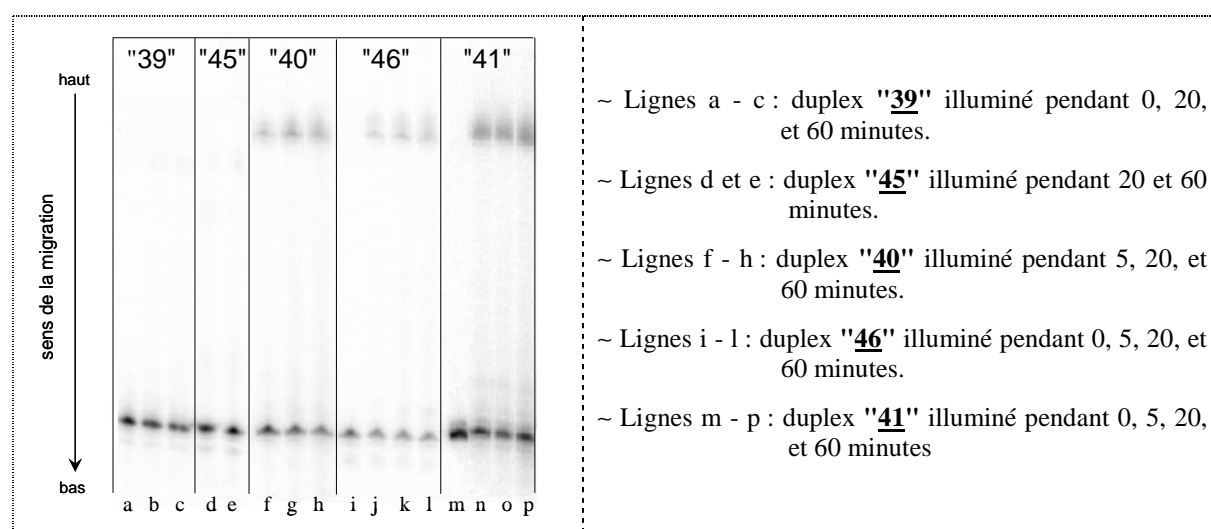 "39" "45" "40" "46" "41"
haut
sens de la migration
bas
a b c d e f g h i j k l m n o p
~ Lignes a - c : duplex "39" illuminé pendant 0, 20,
et 60 minutes.
~ Lignes d et e : duplex "45" illuminé pendant 20 et 60
minutes.
~ Lignes f - h : duplex "40" illuminé pendant 5, 20, et
60 minutes.
~ Lignes i - l : duplex "46" illuminé pendant 0, 5, 20, et
60 minutes.
~ Lignes m - p : duplex "41" illuminé pendant 0, 5, 20,
et 60 minutes